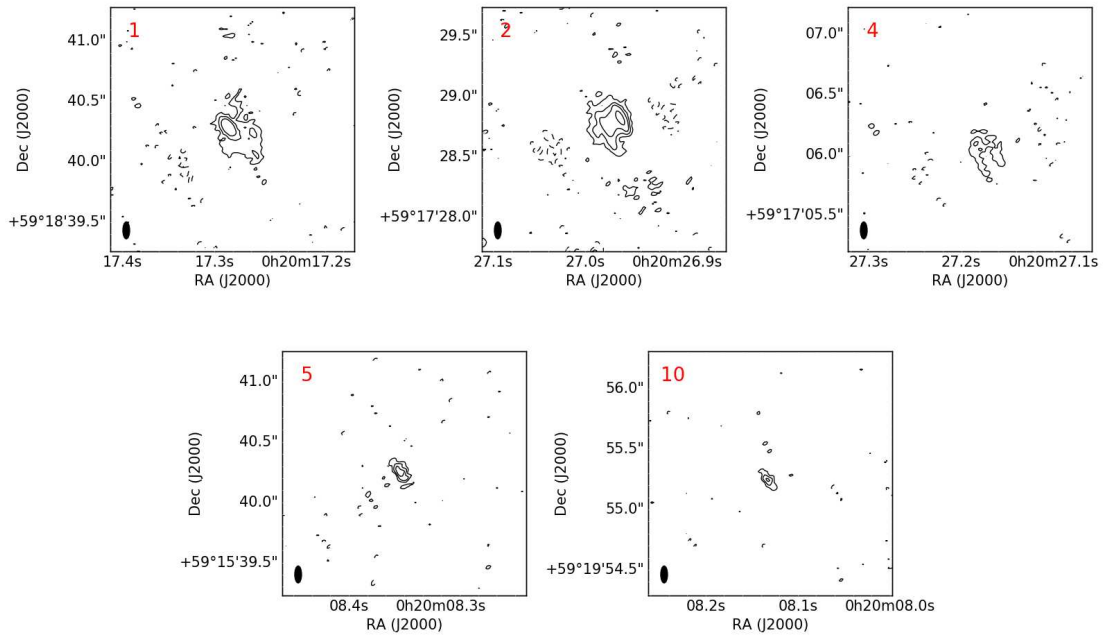 1
41.0"
40.5"
40.0"
+59°18'39.5"
Dec (J2000)
17.4s 17.3s 0h20m17.2s
RA (J2000)
2
29.5"
29.0"
28.5"
+59°17'28.0"
Dec (J2000)
27.1s 27.0s 0h20m26.9s
RA (J2000)
4
07.0"
06.5"
06.0"
+59°17'05.5"
Dec (J2000)
27.3s 27.2s 0h20m27.1s
RA (J2000)
5
41.0"
40.5"
40.0"
+59°15'39.5"
Dec (J2000)
08.4s 0h20m08.3s
RA (J2000)
10
56.0"
55.5"
55.0"
+59°19'54.5"
Dec (J2000)
08.2s 08.1s 0h20m08.0s
RA (J2000)